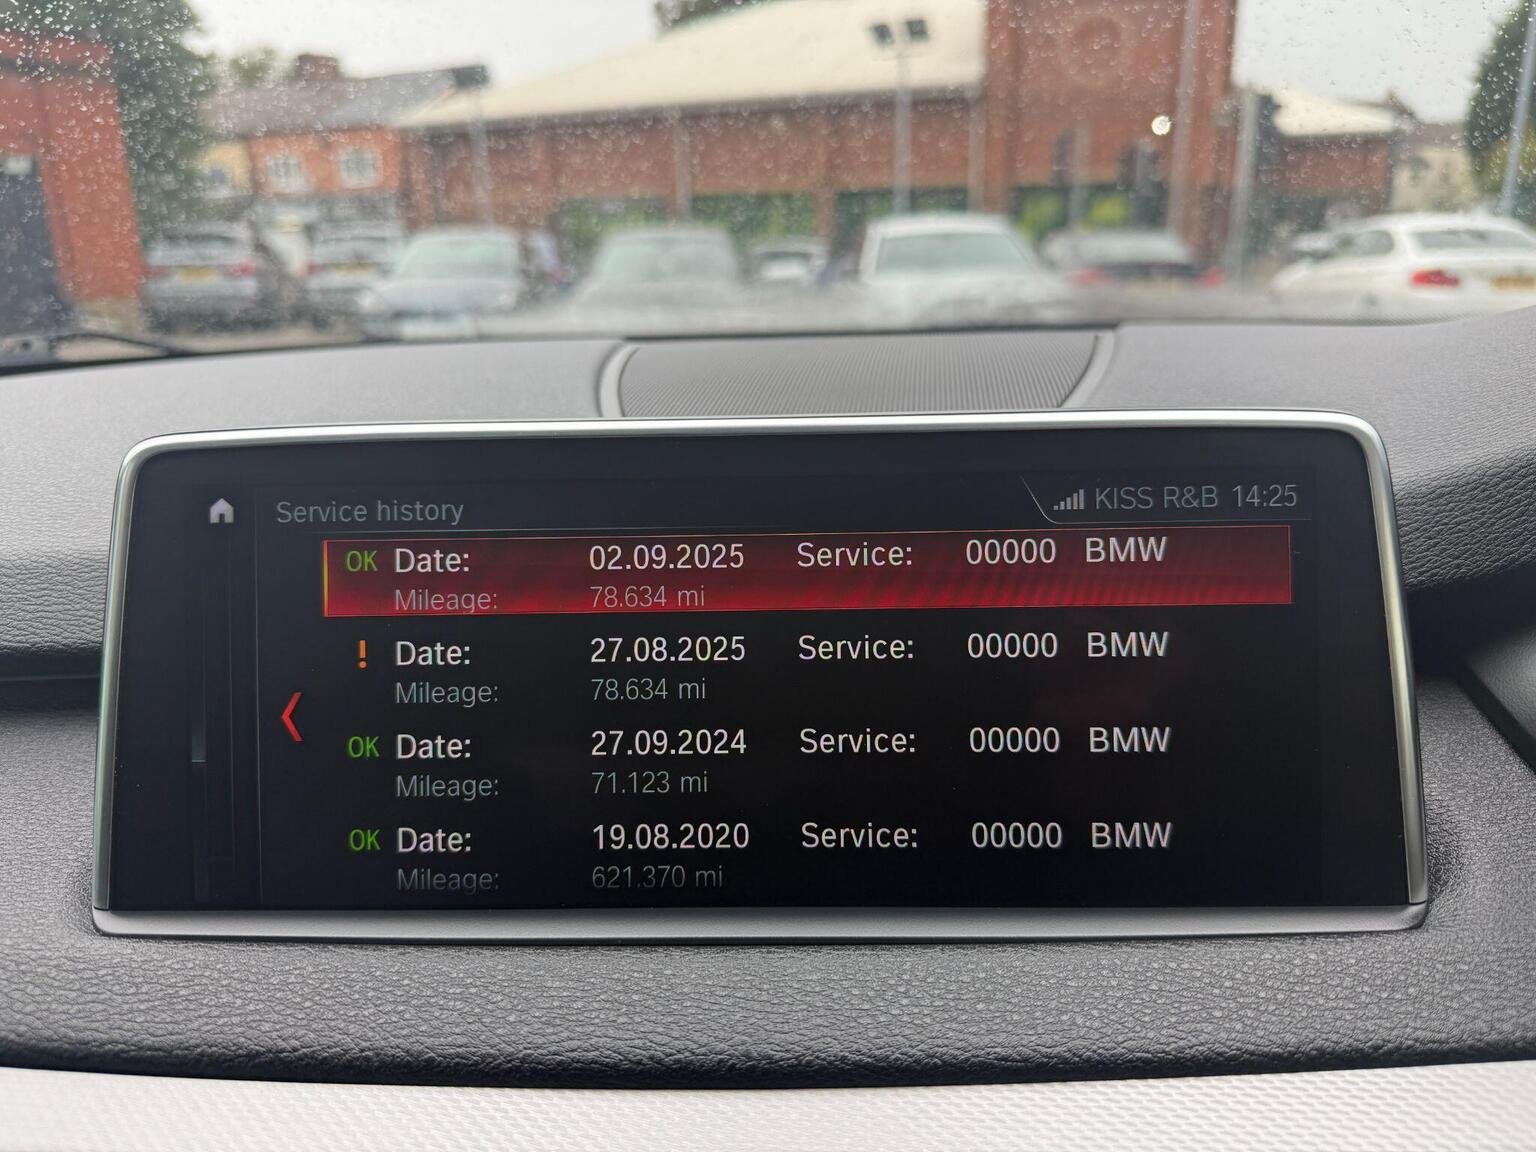 Service history
KISS R&B 14:25
OK Date: 02.09.2025 Service: 00000 BMW
Mileage: 78.634 mi
! Date: 27.08.2025 Service: 00000 BMW
Mileage: 78.634 mi
OK Date: 27.09.2024 Service: 00000 BMW
Mileage: 71.123 mi
OK Date: 19.08.2020 Service: 00000 BMW
Mileage: 621.370 mi